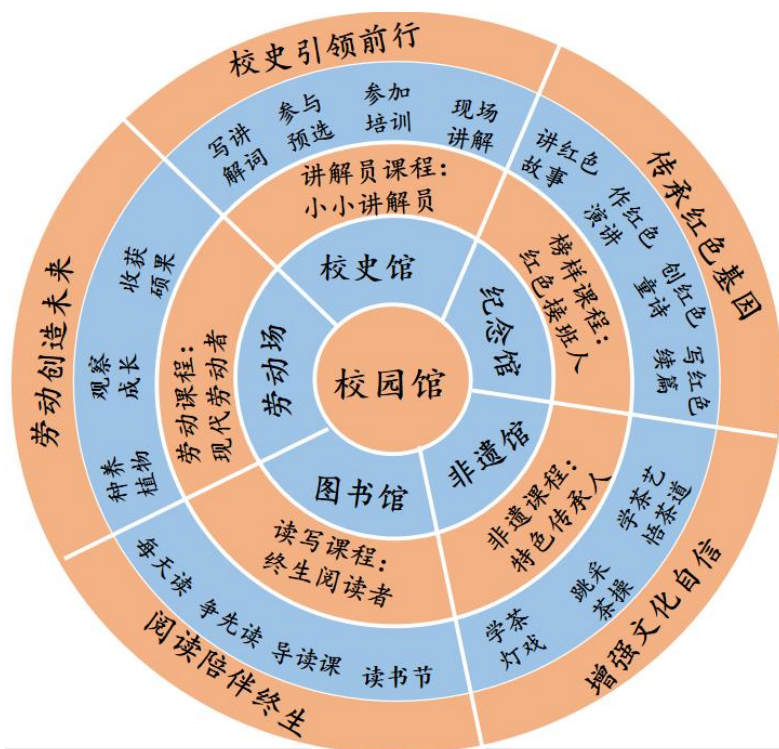 校园馆
校史馆
讲解员课程：
小小讲解员
写讲
解词
参与
预选
参加
培训
现场
讲解
校史引领前行
纪念馆
榜样课程：
红色接班人
讲红色
故事
作红色
演讲
创红色
童诗
写红色
续篇
传承红色基因
非遗馆
非遗课程：
特色传承人
学茶艺
悟茶道
跳采
茶操
学茶
灯戏
增强文化自信
图书馆
读写课程：
终生阅读者
每天读
争先读
导读课
读书节
阅读陪伴终生
劳动场
劳动课程：
现代劳动者
种养
植物
观察
成长
收获
硕果
劳动创造未来